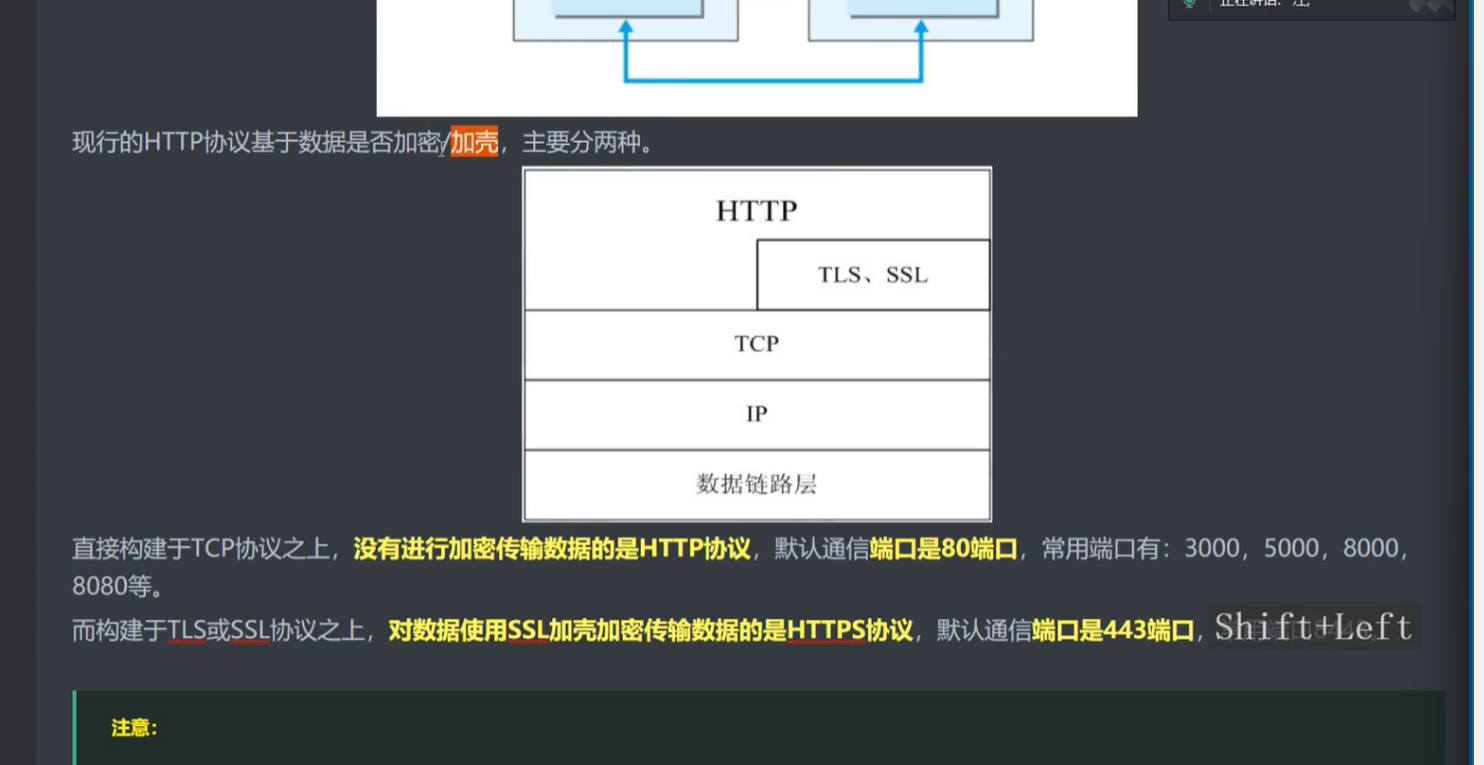 正在讲话: 江,
现行的HTTP协议基于数据是否加密/加壳，主要分两种。
HTTP
TLS、SSL
TCP
IP
数据链路层
直接构建于TCP协议之上，没有进行加密传输数据的是HTTP协议，默认通信端口是80端口，常用端口有：3000，5000，8000，
8080等。
而构建于TLS或SSL协议之上，对数据使用SSL加壳加密传输数据的是HTTPS协议，默认通信端口是443端口，
Shift+Left
注意：